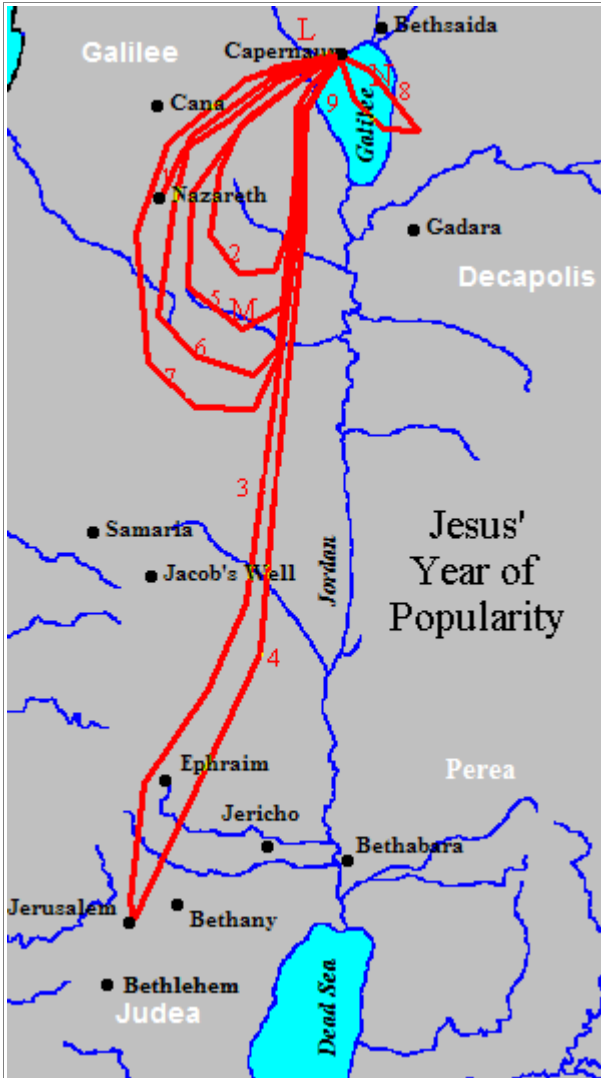 L
Bethsaida
Galilee
Capernaum
N
8
Cana
9
Galilee
1
Nazareth
Gadara
2
Decapolis
5
M
6
7
3
Samaria
Jesus'
Year of
Popularity
Jordan
Jacob's Well
4
Ephraim
Perea
Jericho
Bethabara
Jerusalem
Bethany
Bethlehem
Dead Sea
Judea